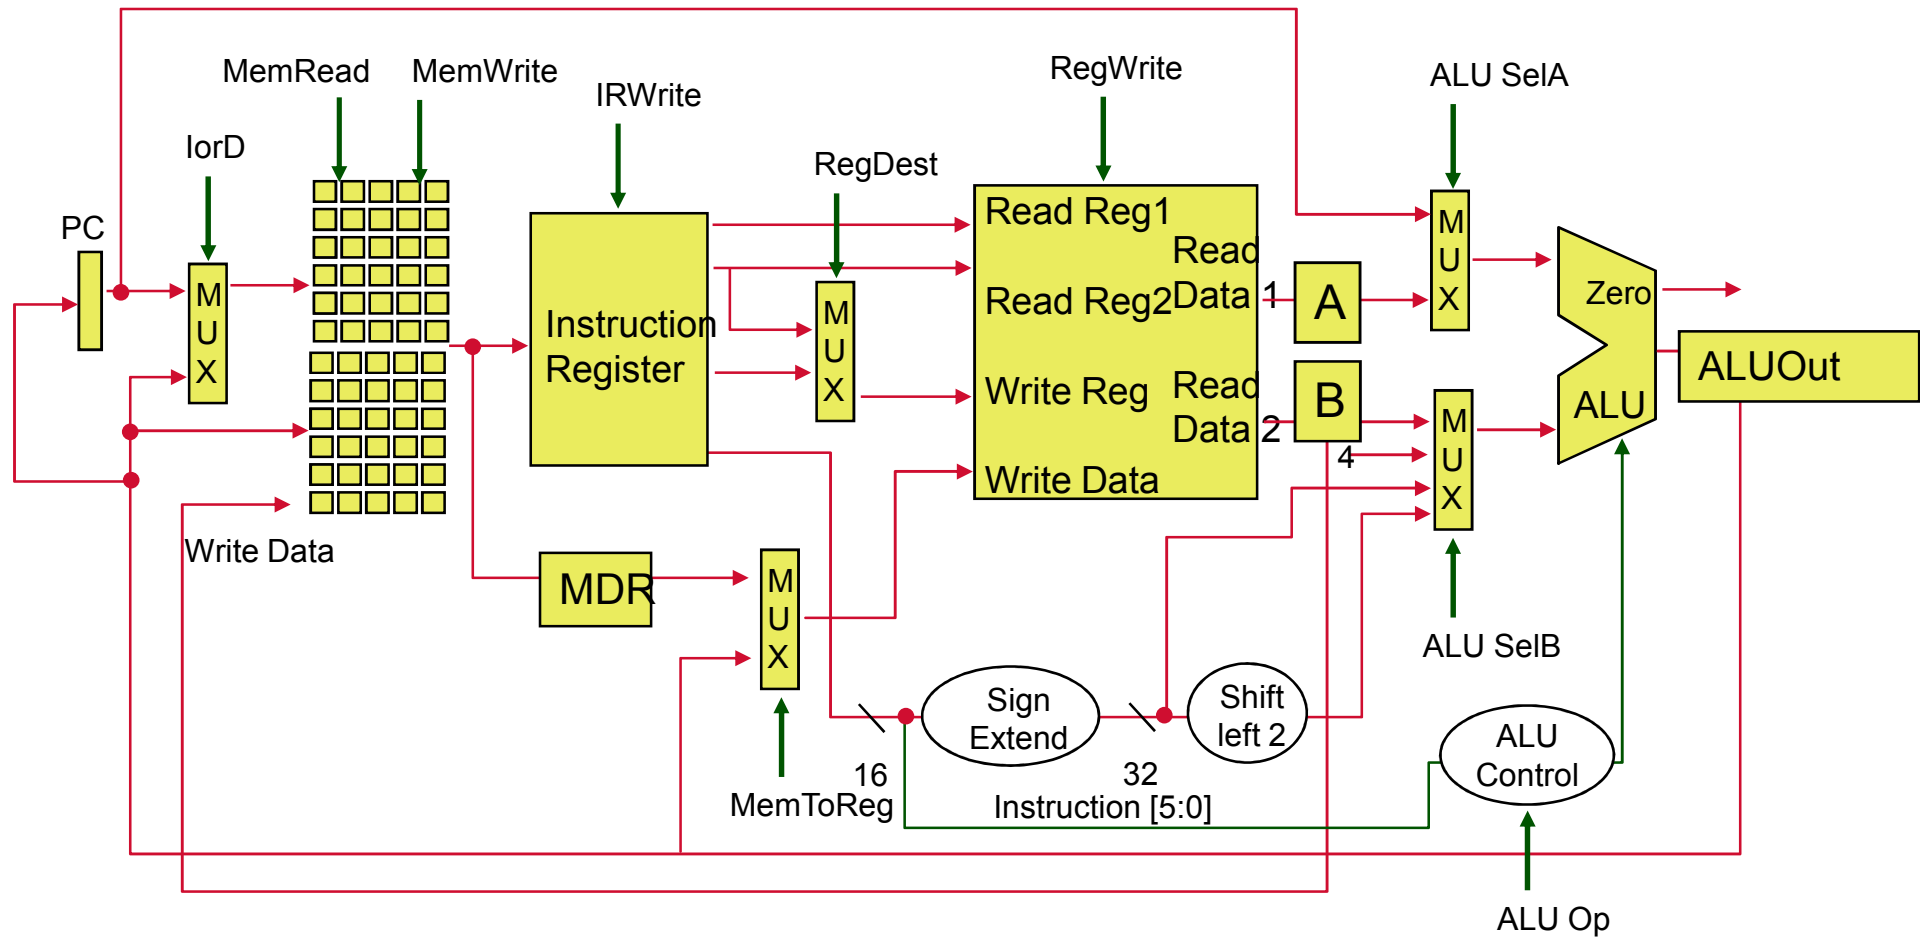 MemRead
MemWrite
IRWrite
RegWrite
ALU SelA
IorD
RegDest
PC
M
U
X
Instruction
Register
M
U
X
Read Reg1
Read
Data 1
Read Reg2
Write Reg
Read
Data 2
Write Data
A
B
4
M
U
X
M
U
X
Zero
ALU
ALUOut
Write Data
MDR
M
U
X
MemToReg
16
Sign
Extend
32
Shift
left 2
Instruction [5:0]
ALU SelB
ALU
Control
ALU Op